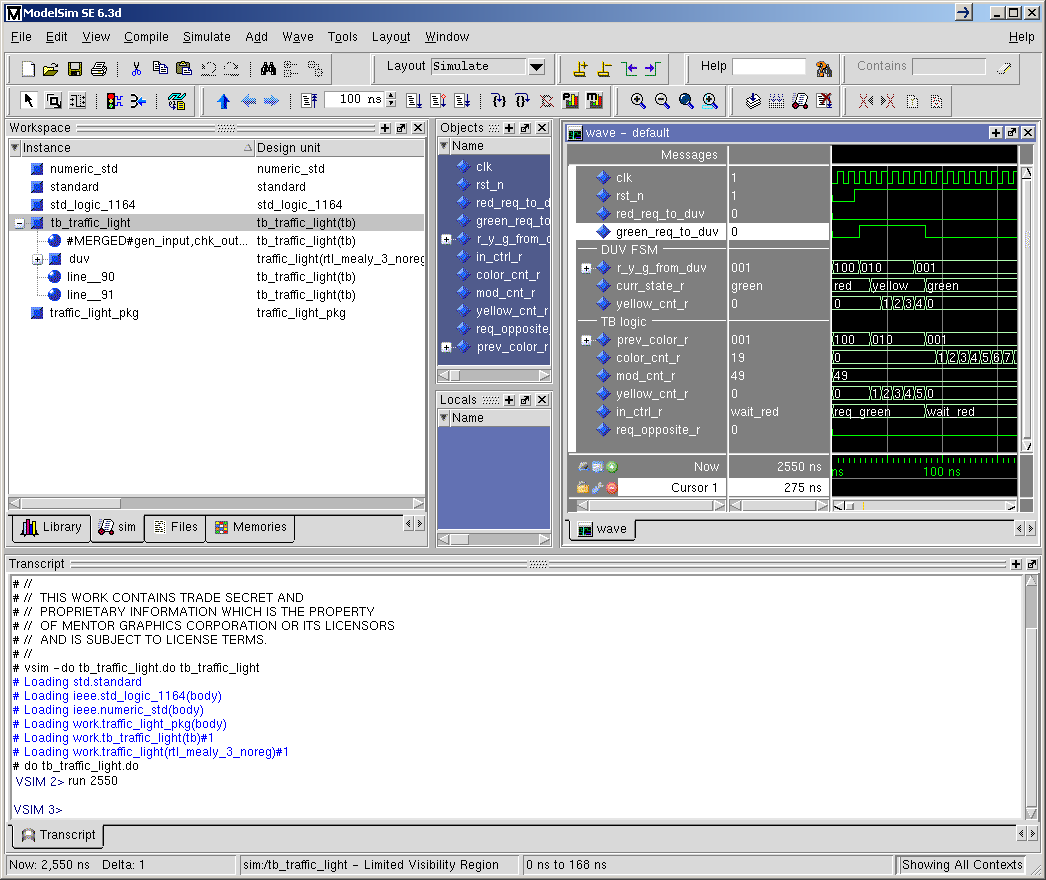 ModelSim SE 6.3d
File Edit View Compile Simulate Add Wave Tools Layout Window Help
Layout Simulate Help Contains
100 ns
Workspace
Instance Design unit
numeric_std numeric_std
standard standard
std_logic_1164 std_logic_1164
tb_traffic_light tb_traffic_light(tb)
#MERGED#gen_input,chk_out... tb_traffic_light(tb)
duv traffic_light(rtl_mealy_3_noreg
line__90 tb_traffic_light(tb)
line__91 tb_traffic_light(tb)
traffic_light_pkg traffic_light_pkg
Library sim Files Memories
Objects
Name
clk
rst_n
red_req_to_d
green_req_to
r_y_g_from_d
in_ctrl_r
color_cnt_r
mod_cnt_r
yellow_cnt_r
req_opposite
prev_color_r
Locals
Name
wave - default
Messages
clk 1
rst_n 1
red_req_to_duv 0
green_req_to_duv 0
DUV FSM
r_y_g_from_duv 001 100 010 001
curr_state_r green red yellow green
yellow_cnt_r 0 0 1 2 3 4 0
TB logic
prev_color_r 001 100 010 001
color_cnt_r 19 0 1 2 3 4 5 6 7
mod_cnt_r 49 49
yellow_cnt_r 0 0 1 2 3 4 5 0
in_ctrl_r wait_red req_green wait_red
req_opposite_r 0
Now 2550 ns ns 100 ns
Cursor 1 275 ns
wave
Transcript
# //
# // THIS WORK CONTAINS TRADE SECRET AND
# // PROPRIETARY INFORMATION WHICH IS THE PROPERTY
# // OF MENTOR GRAPHICS CORPORATION OR ITS LICENSORS
# // AND IS SUBJECT TO LICENSE TERMS.
# //
# vsim -do tb_traffic_light.do tb_traffic_light
# Loading std.standard
# Loading ieee.std_logic_1164(body)
# Loading ieee.numeric_std(body)
# Loading work.traffic_light_pkg(body)
# Loading work.tb_traffic_light(tb)#1
# Loading work.traffic_light(rtl_mealy_3_noreg)#1
# do tb_traffic_light.do
VSIM 2> run 2550
VSIM 3>
Transcript
Now: 2,550 ns Delta: 1 sim:/tb_traffic_light - Limited Visibility Region 0 ns to 168 ns Showing All Contexts